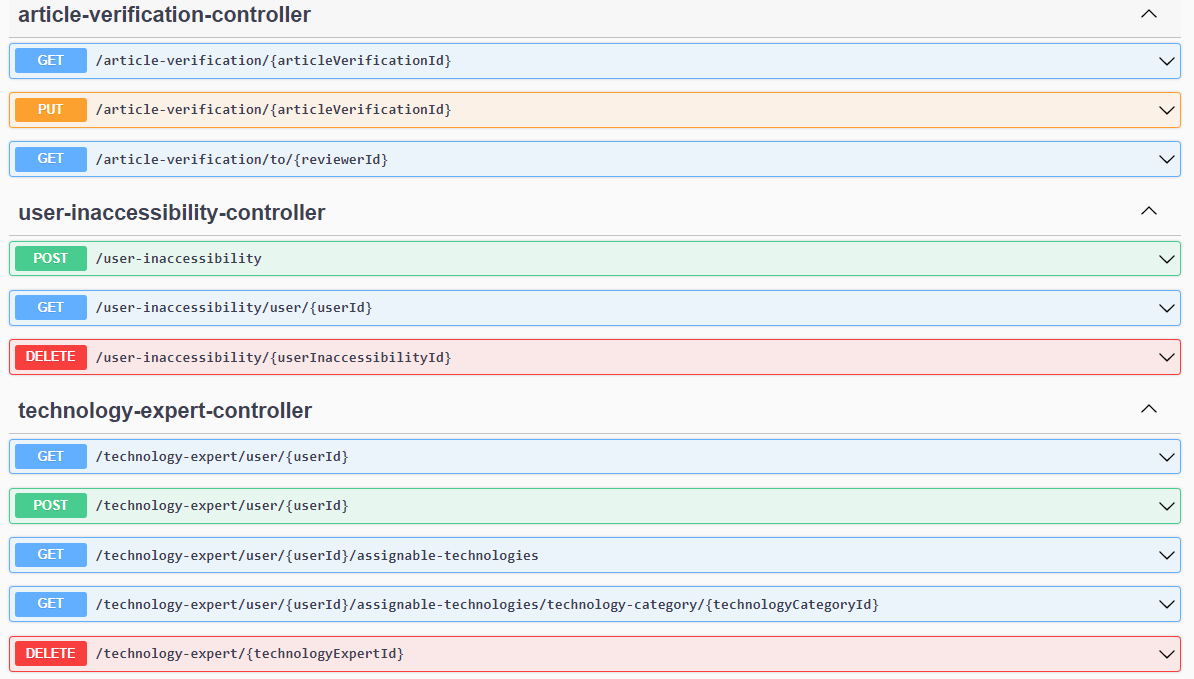 article-verification-controller
GET /article-verification/{articleVerificationId}
PUT /article-verification/{articleVerificationId}
GET /article-verification/to/{reviewerId}
user-inaccessibility-controller
POST /user-inaccessibility
GET /user-inaccessibility/user/{userId}
DELETE /user-inaccessibility/{userInaccessibilityId}
technology-expert-controller
GET /technology-expert/user/{userId}
POST /technology-expert/user/{userId}
GET /technology-expert/user/{userId}/assignable-technologies
GET /technology-expert/user/{userId}/assignable-technologies/technology-category/{technologyCategoryId}
DELETE /technology-expert/{technologyExpertId}